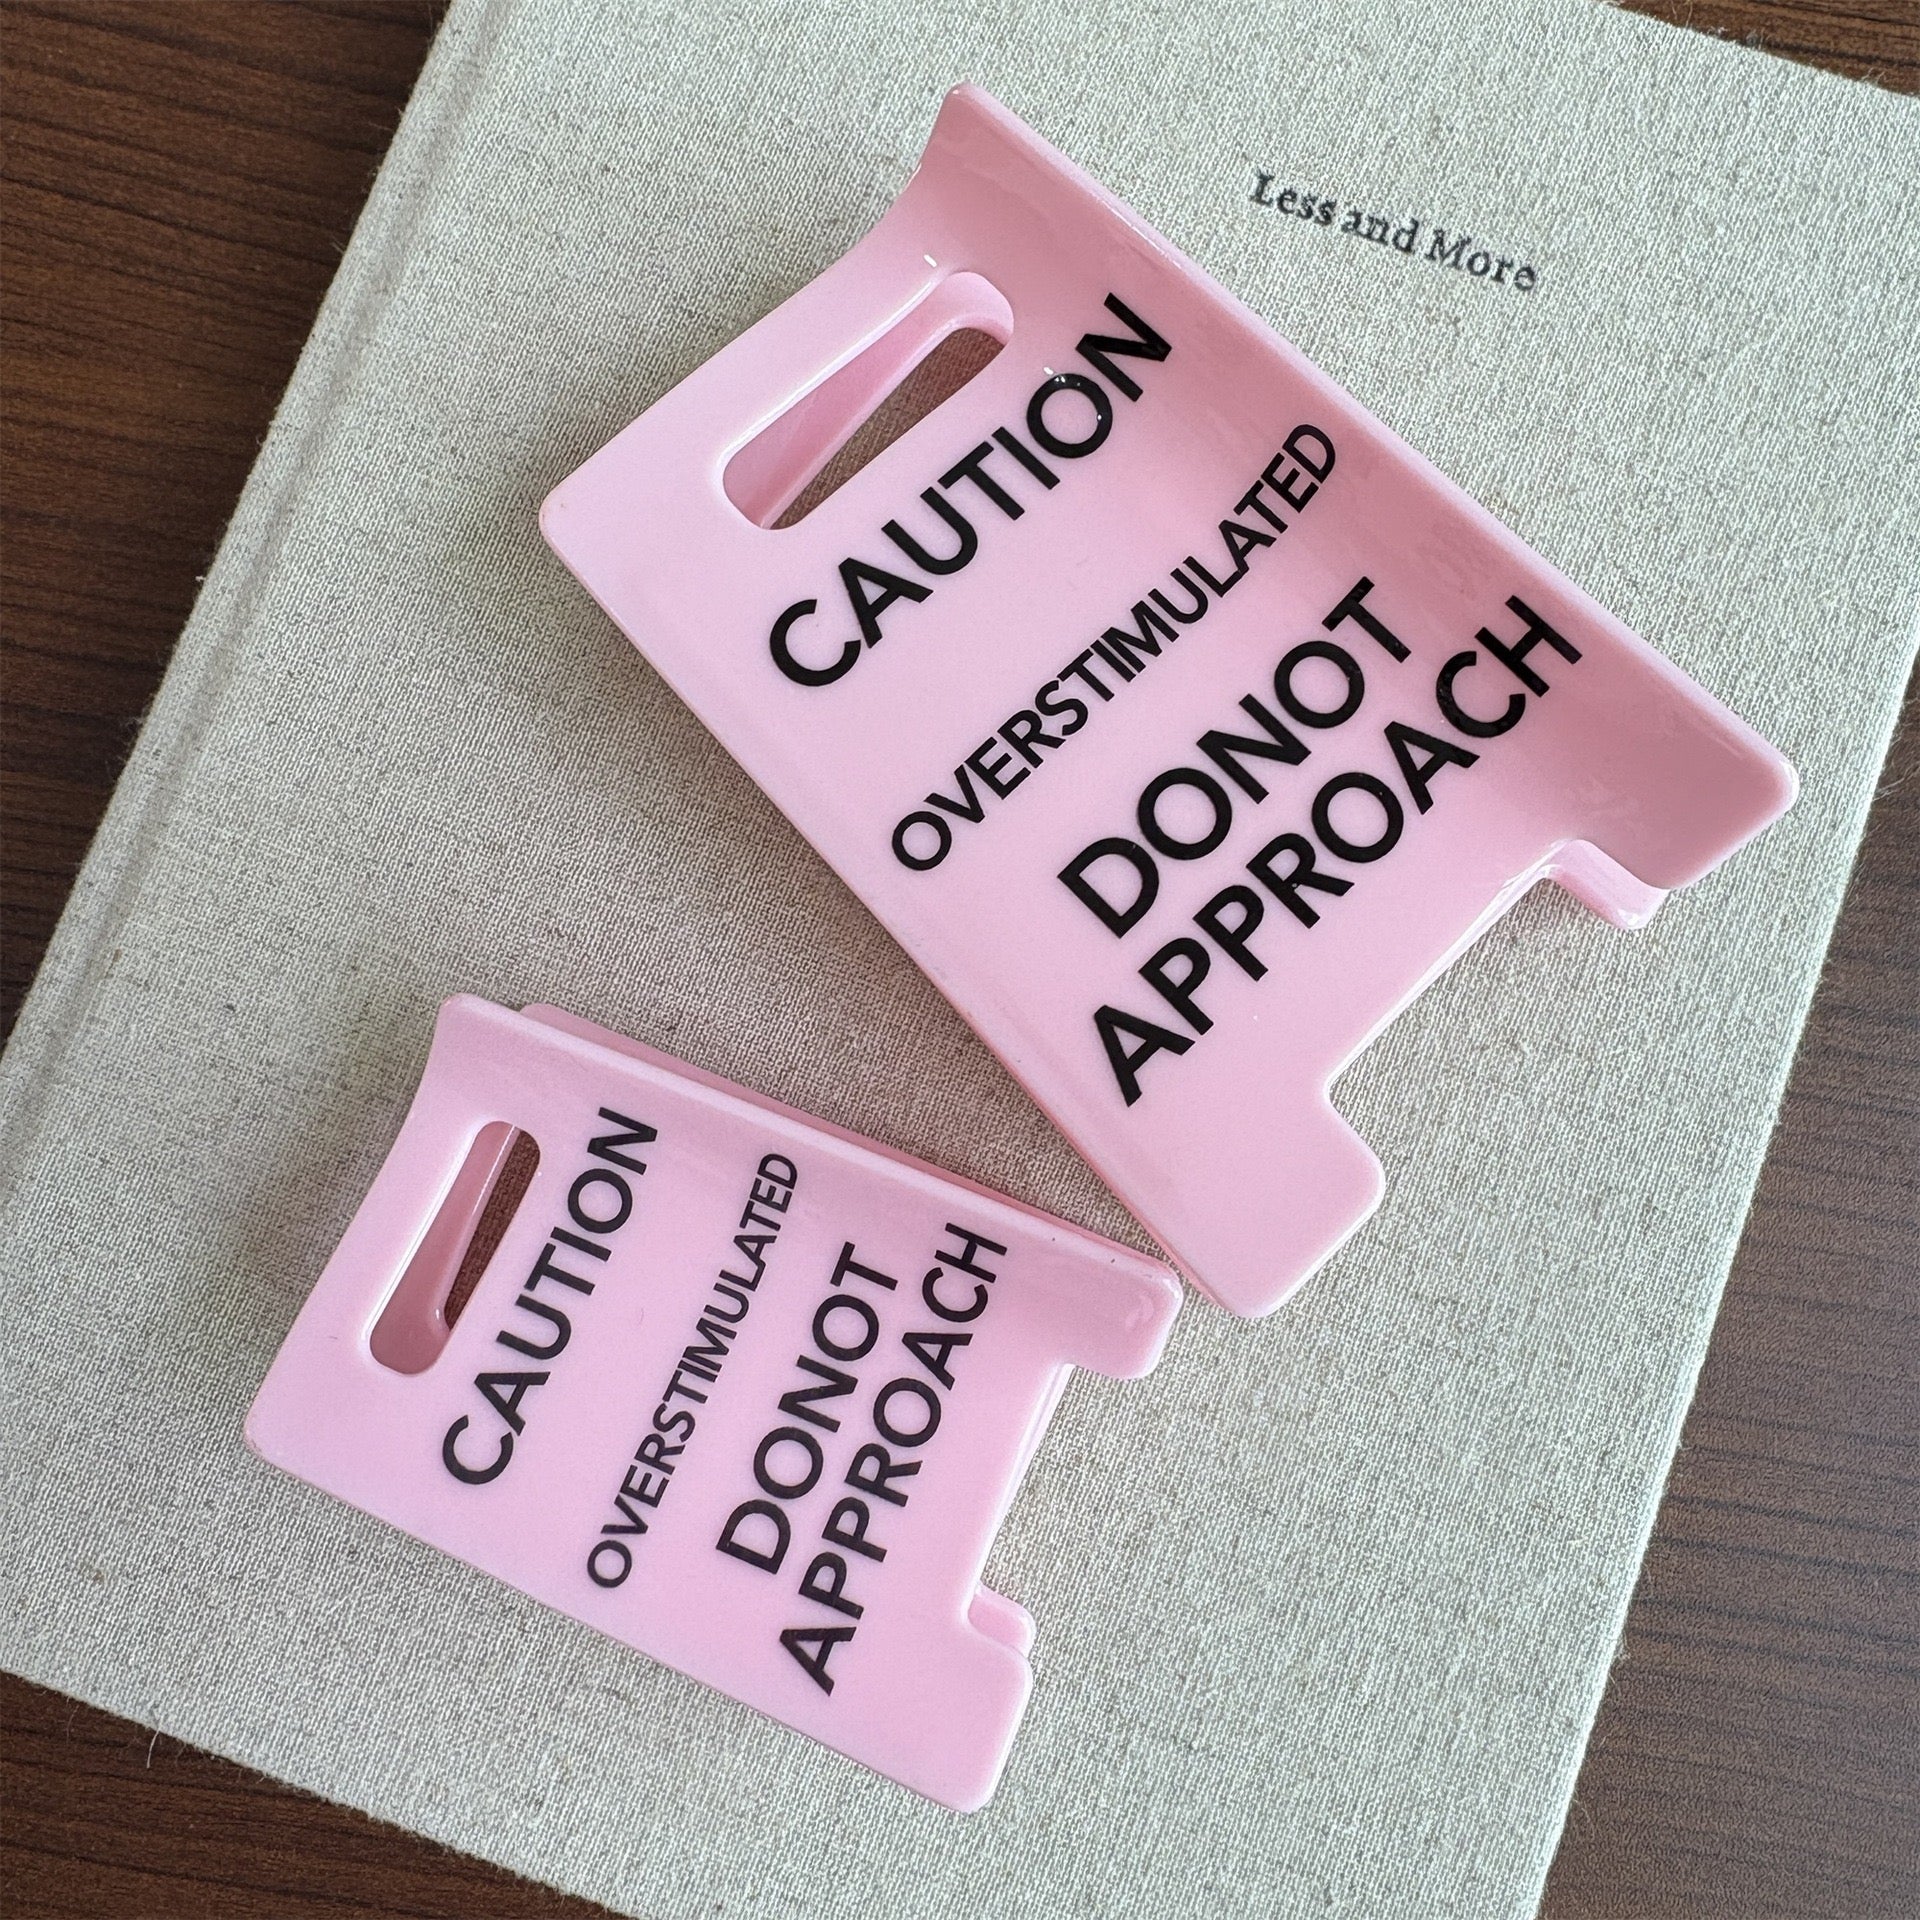 Less and More
CAUTION
OVERSTIMULATED
DONOT
APPROACH
CAUTION
OVERSTIMULATED
DONOT
APPROACH